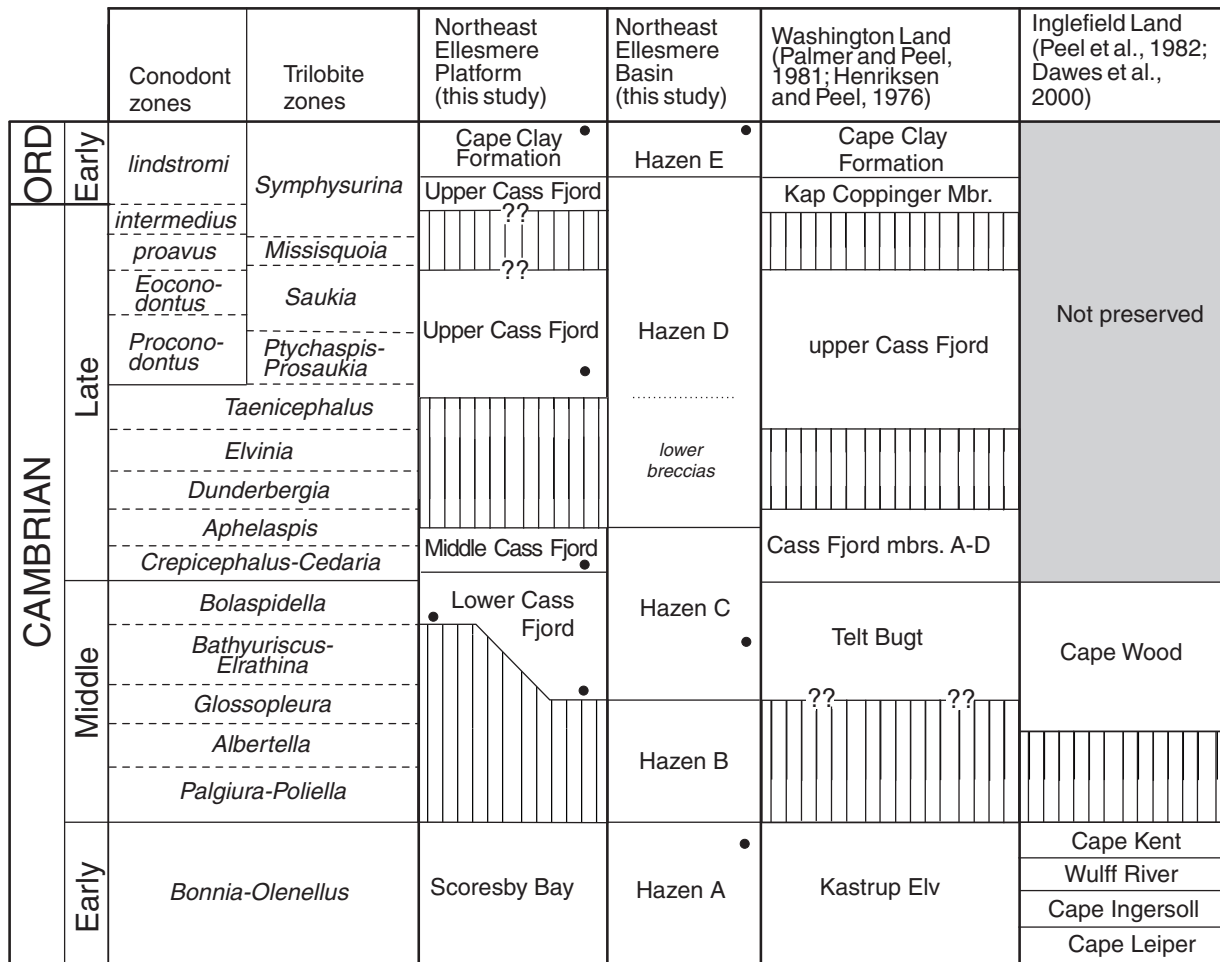 Conodont
zones
Trilobite
zones
Northeast
Ellesmere
Platform
(this study)
Northeast
Ellesmere
Basin
(this study)
Washington Land
(Palmer and Peel,
1981; Henriksen
and Peel, 1976)
Inglefield Land
(Peel et al., 1982;
Dawes et al.,
2000)
ORD
Early
CAMBRIAN
Late
Middle
Early
lindstromi
intermedius
proavus
Eocono-
dontus
Procono-
dontus
Symphysurina
Missisquoia
Saukia
Ptychaspis-
Prosaukia
Taenicephalus
Elvinia
Dunderbergia
Aphelaspis
Crepicephalus-Cedaria
Bolaspidella
Bathyuriscus-
Elrathina
Glossopleura
Albertella
Palgiura-Poliella
Bonnia-Olenellus
Cape Clay
Formation
Upper Cass Fjord
??
??
Upper Cass Fjord
Middle Cass Fjord
Lower Cass
Fjord
Scoresby Bay
Hazen E
Hazen D
lower
breccias
Hazen C
Hazen B
Hazen A
Cape Clay
Formation
Kap Coppinger Mbr.
upper Cass Fjord
Cass Fjord mbrs. A-D
Telt Bugt
?? ??
Kastrup Elv
Not preserved
Cape Wood
Cape Kent
Wulff River
Cape Ingersoll
Cape Leiper